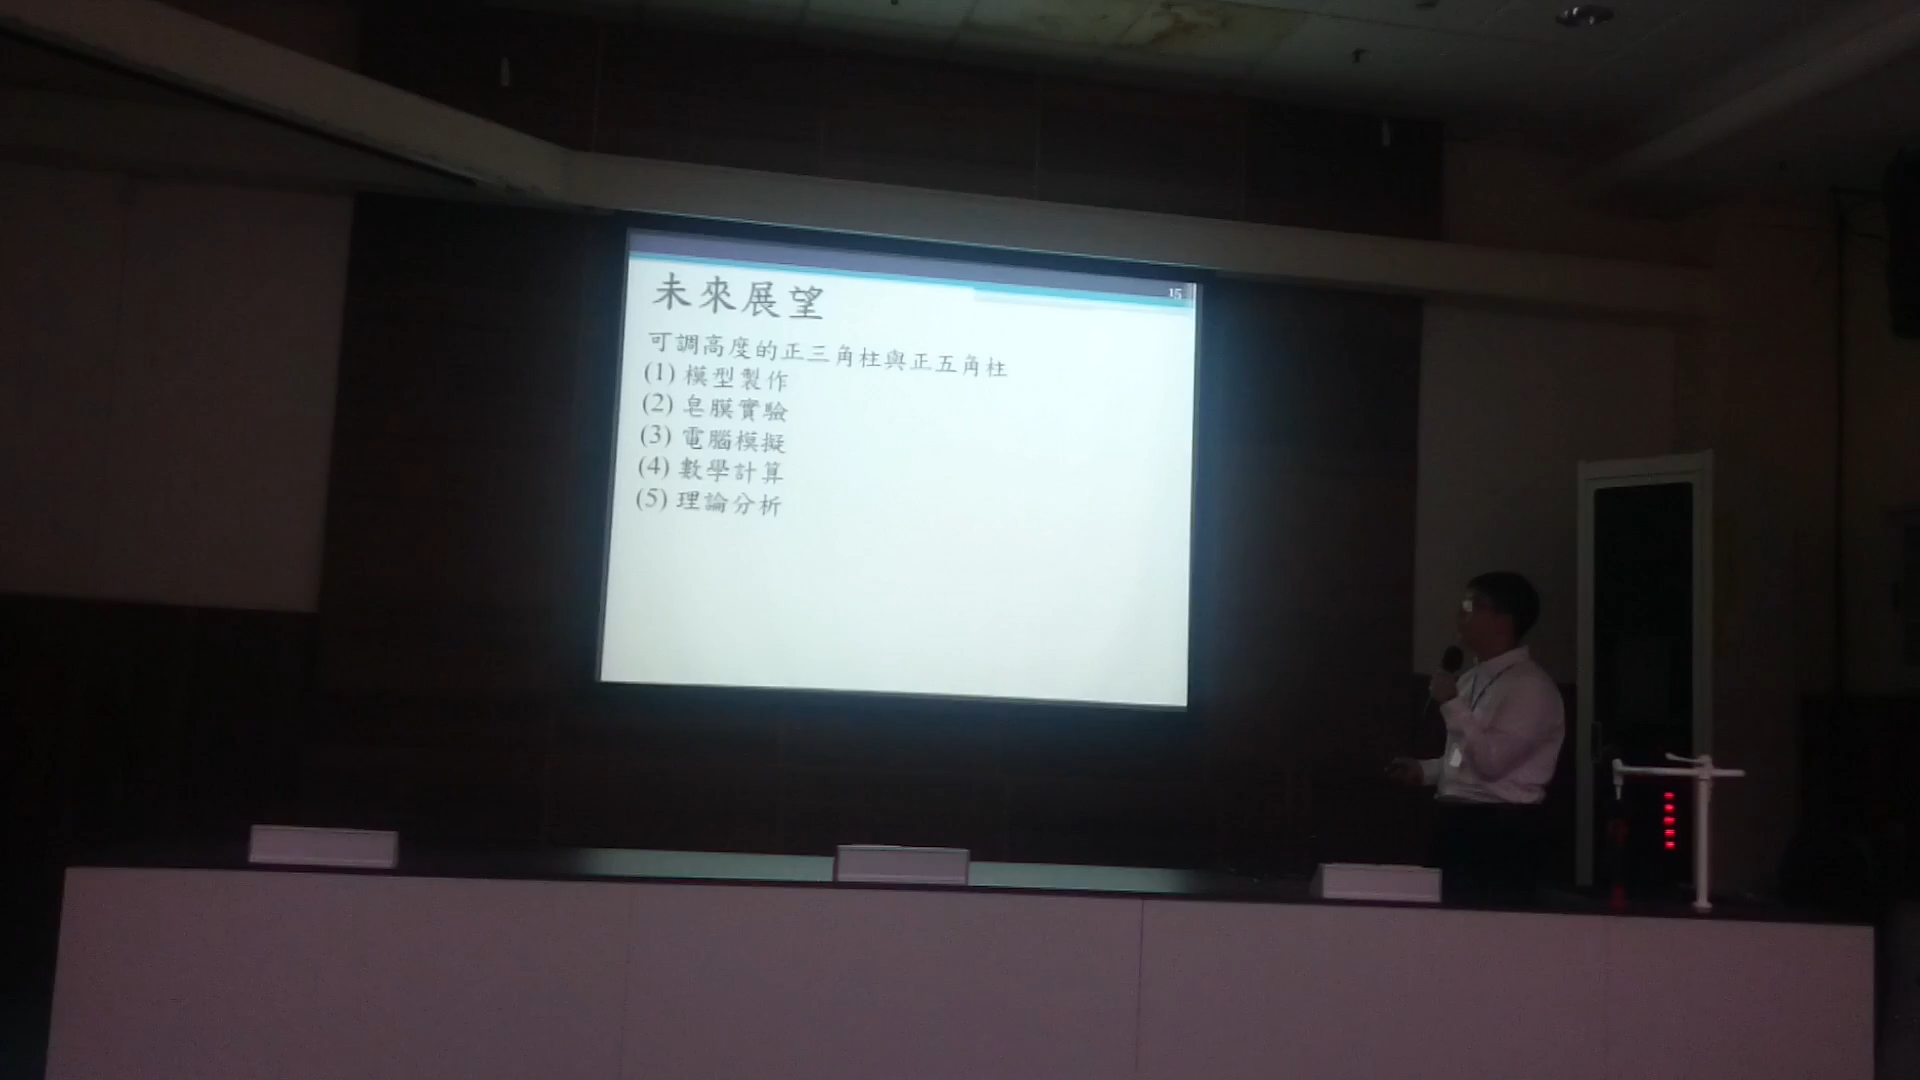 15
未來展望
可調高度的正三角柱與正五角柱
(1) 模型製作
(2) 皂膜實驗
(3) 電腦模擬
(4) 數學計算
(5) 理論分析